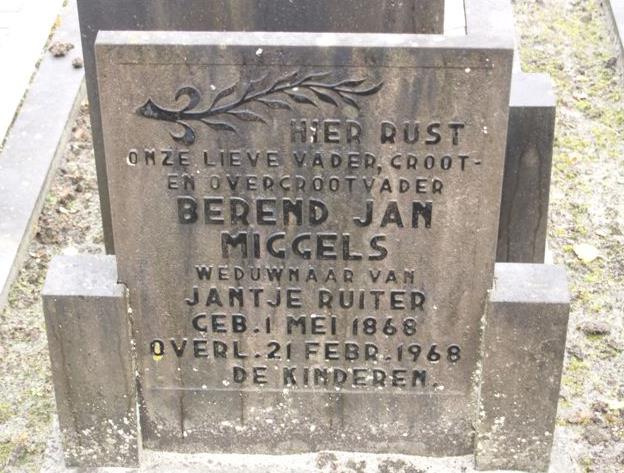 HIER RUST
ONZE LIEVE VADER, GROOT-
EN OVERGROOTVADER
BEREND JAN
MIGGELS
WEDUWNAAR VAN
JANTJE RUITER
GEB. 1 MEI 1868
OVERL. 21 FEBR. 1968
DE KINDEREN